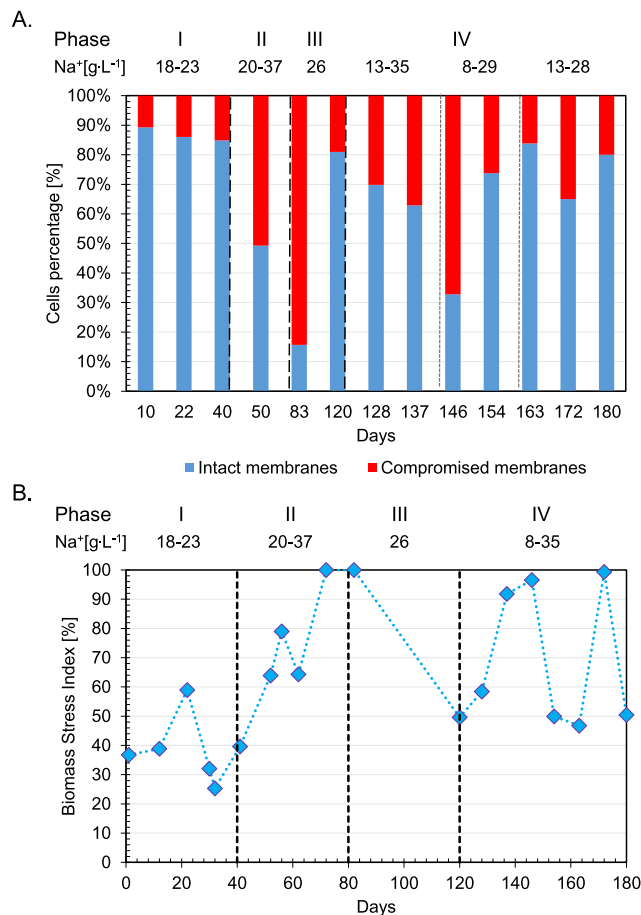 A.
Phase I II III IV
Na⁺[g·L⁻¹] 18-23 20-37 26 13-35 8-29 13-28
100%
90%
80%
70%
60%
50%
40%
30%
20%
10%
0%
Cells percentage [%]
10 22 40 50 83 120 128 137 146 154 163 172 180
Days
Intact membranes Compromised membranes
B.
Phase I II III IV
Na⁺[g·L⁻¹] 18-23 20-37 26 8-35
100
90
80
70
60
50
40
30
20
10
0
Biomass Stress Index [%]
0 20 40 60 80 100 120 140 160 180
Days